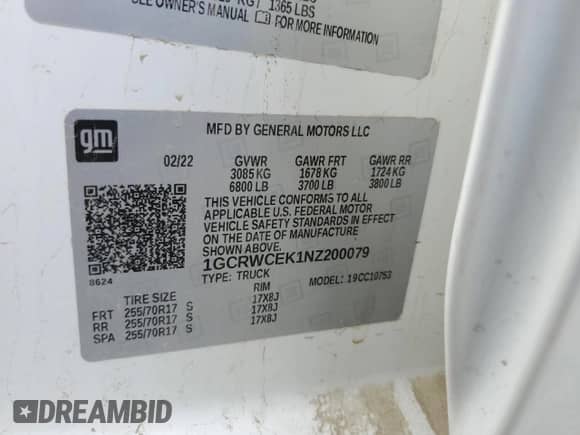 1365 LBS
SEE OWNER'S MANUAL FOR MORE INFORMATION
gm
MFD BY GENERAL MOTORS LLC
02/22 GVWR GAWR FRT GAWR RR
3085 KG 1678 KG 1724 KG
6800 LB 3700 LB 3800 LB
THIS VEHICLE CONFORMS TO ALL
APPLICABLE U.S. FEDERAL MOTOR
VEHICLE SAFETY STANDARDS IN EFFECT
ON THE DATE OF MANUFACTURE
SHOWN ABOVE.
1GCRWCEK1NZ200079
8624
TYPE: TRUCK MODEL: 19CC10753
TIRE SIZE RIM
FRT 255/70R17 S 17X8J
RR 255/70R17 S 17X8J
SPA 255/70R17 S 17X8J
DREAMBID